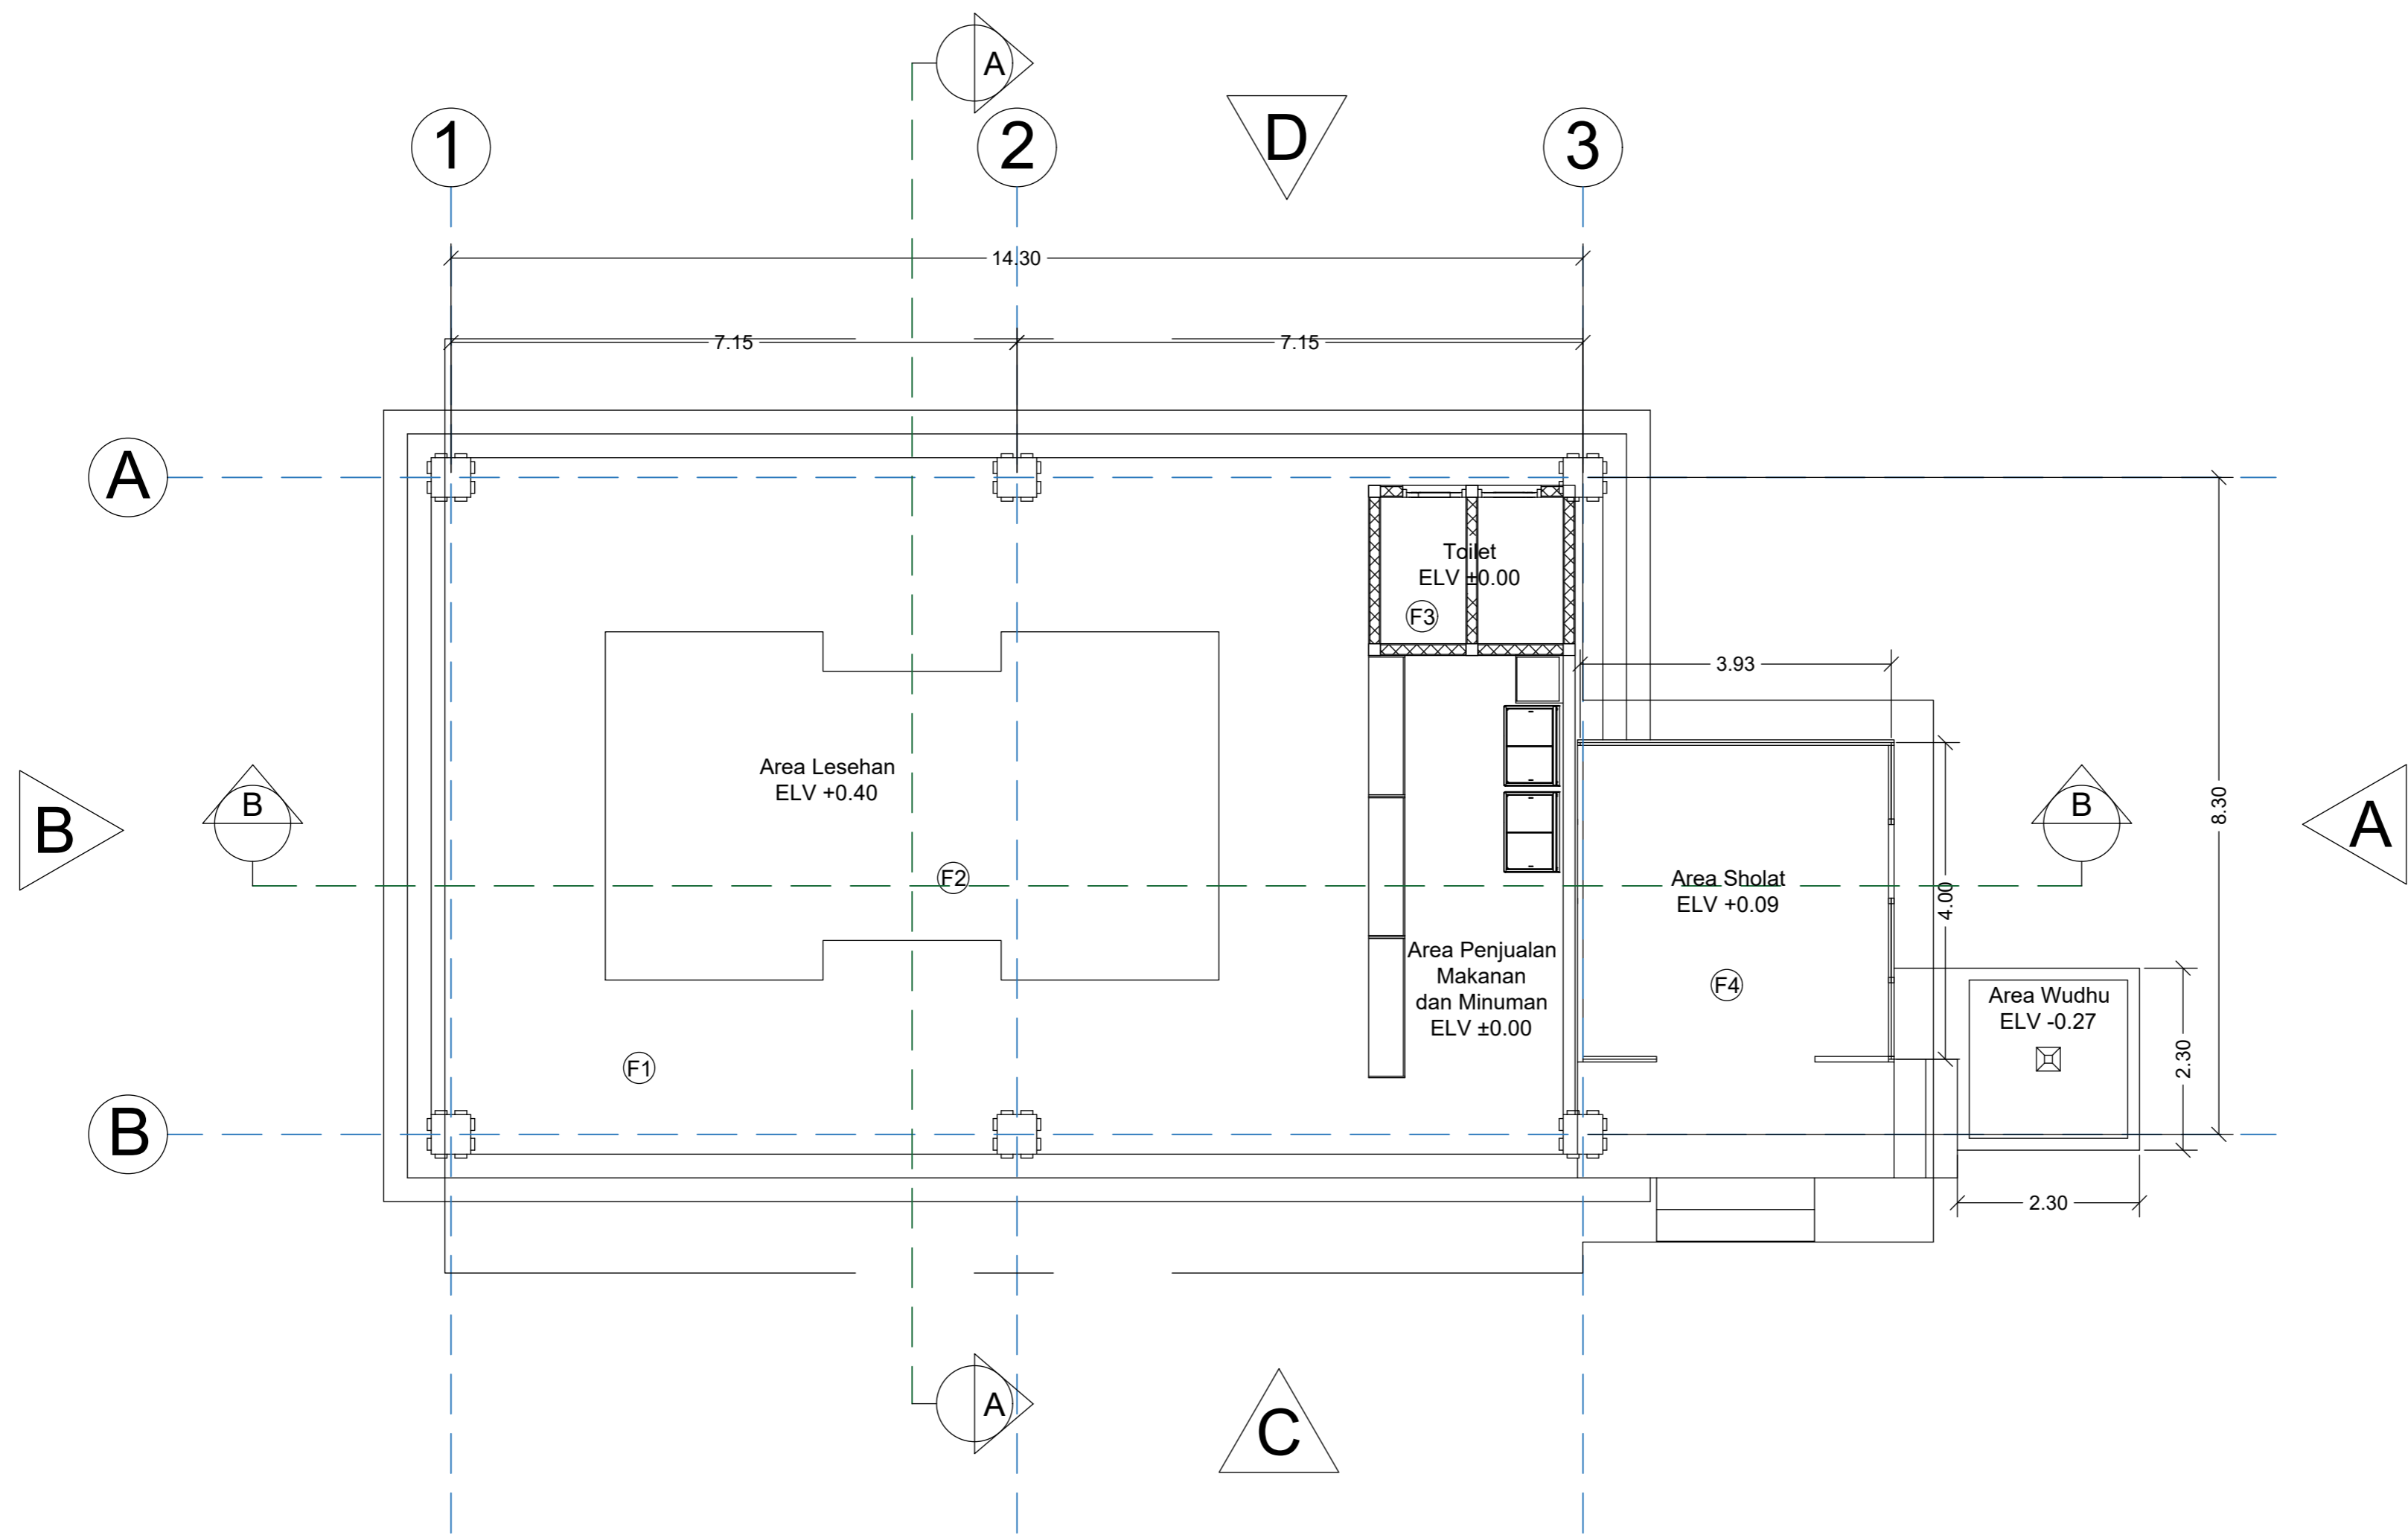 A
1
2
D
3
14.30
7.15
7.15
A
Toilet
ELV ±0.00
F3
3.93
Area Lesehan
ELV +0.40
B
B
B
A
8.30
F2
Area Sholat
ELV +0.09
4.00
Area Penjualan
Makanan
dan Minuman
ELV ±0.00
F4
Area Wudhu
ELV -0.27
F1
2.30
B
2.30
A
C